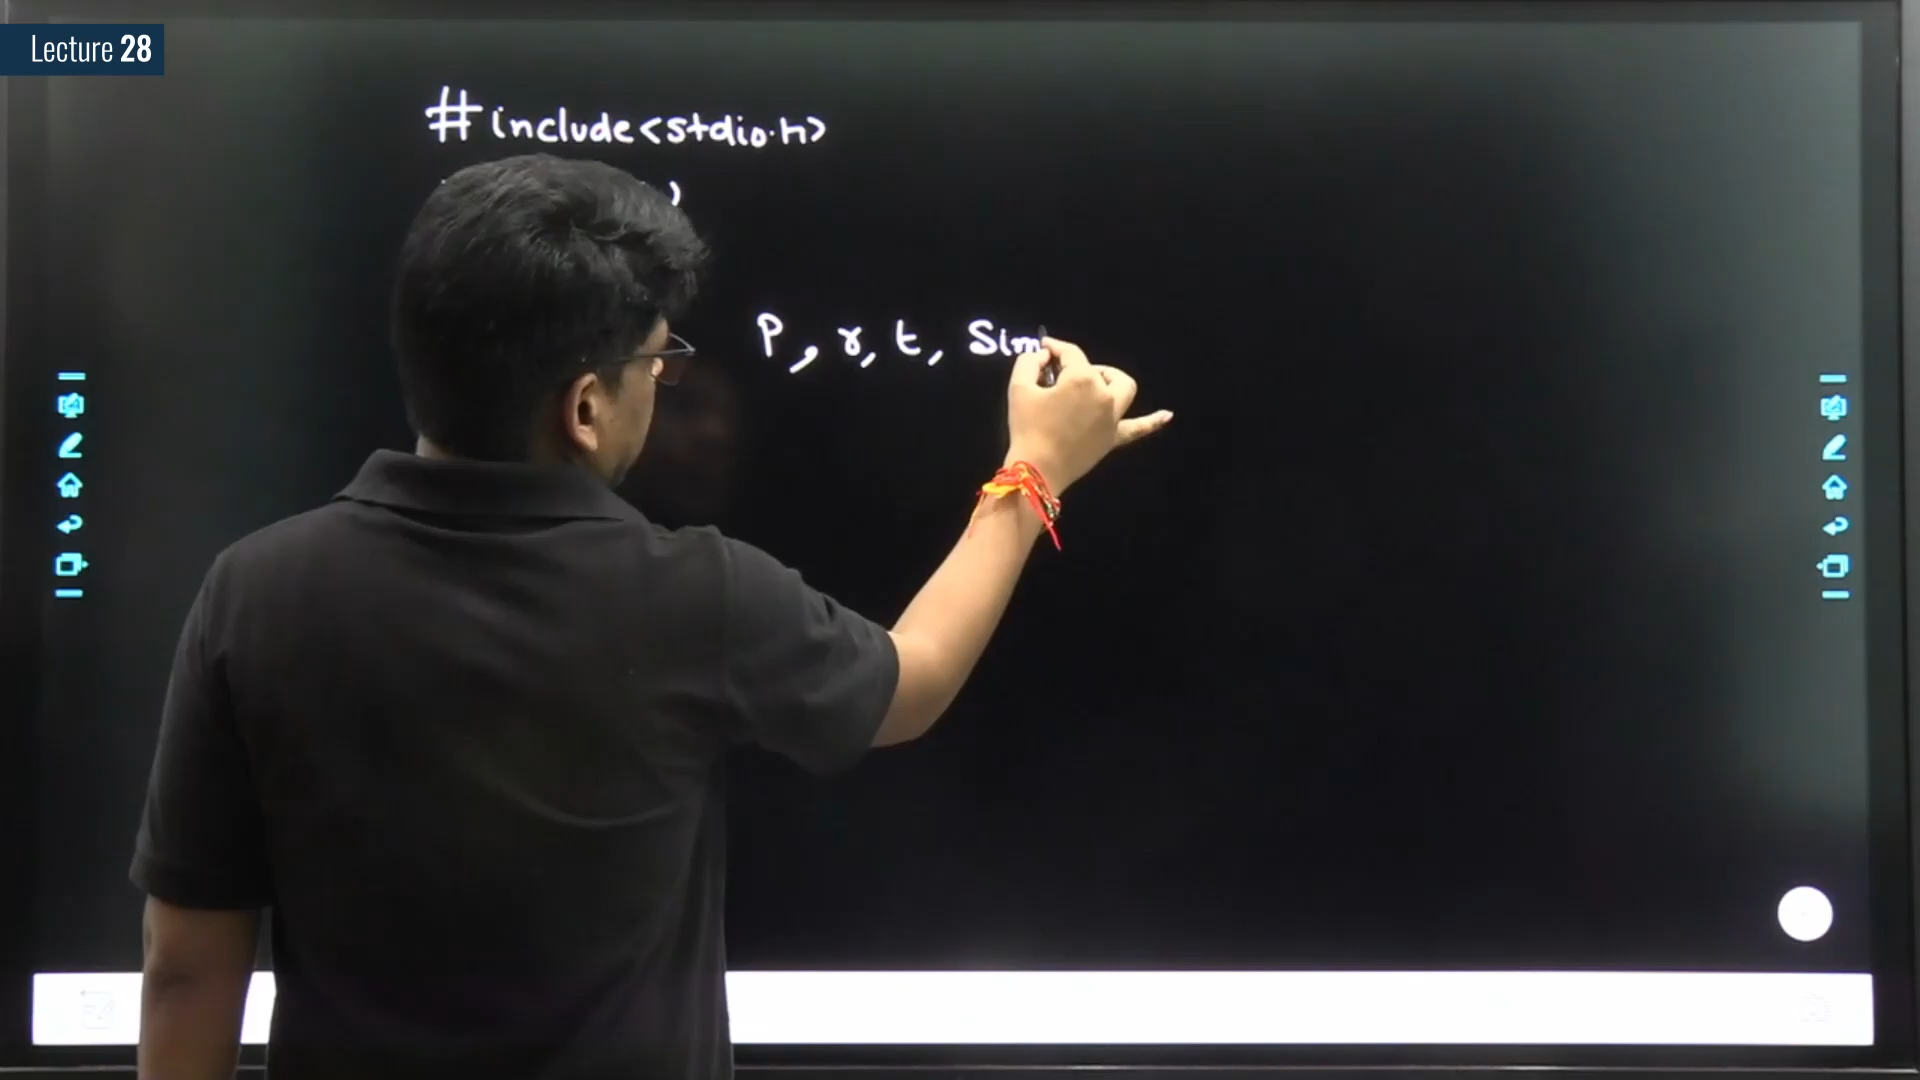 Lecture 28
#include<stdio.h>
)
P, r, t, Sim